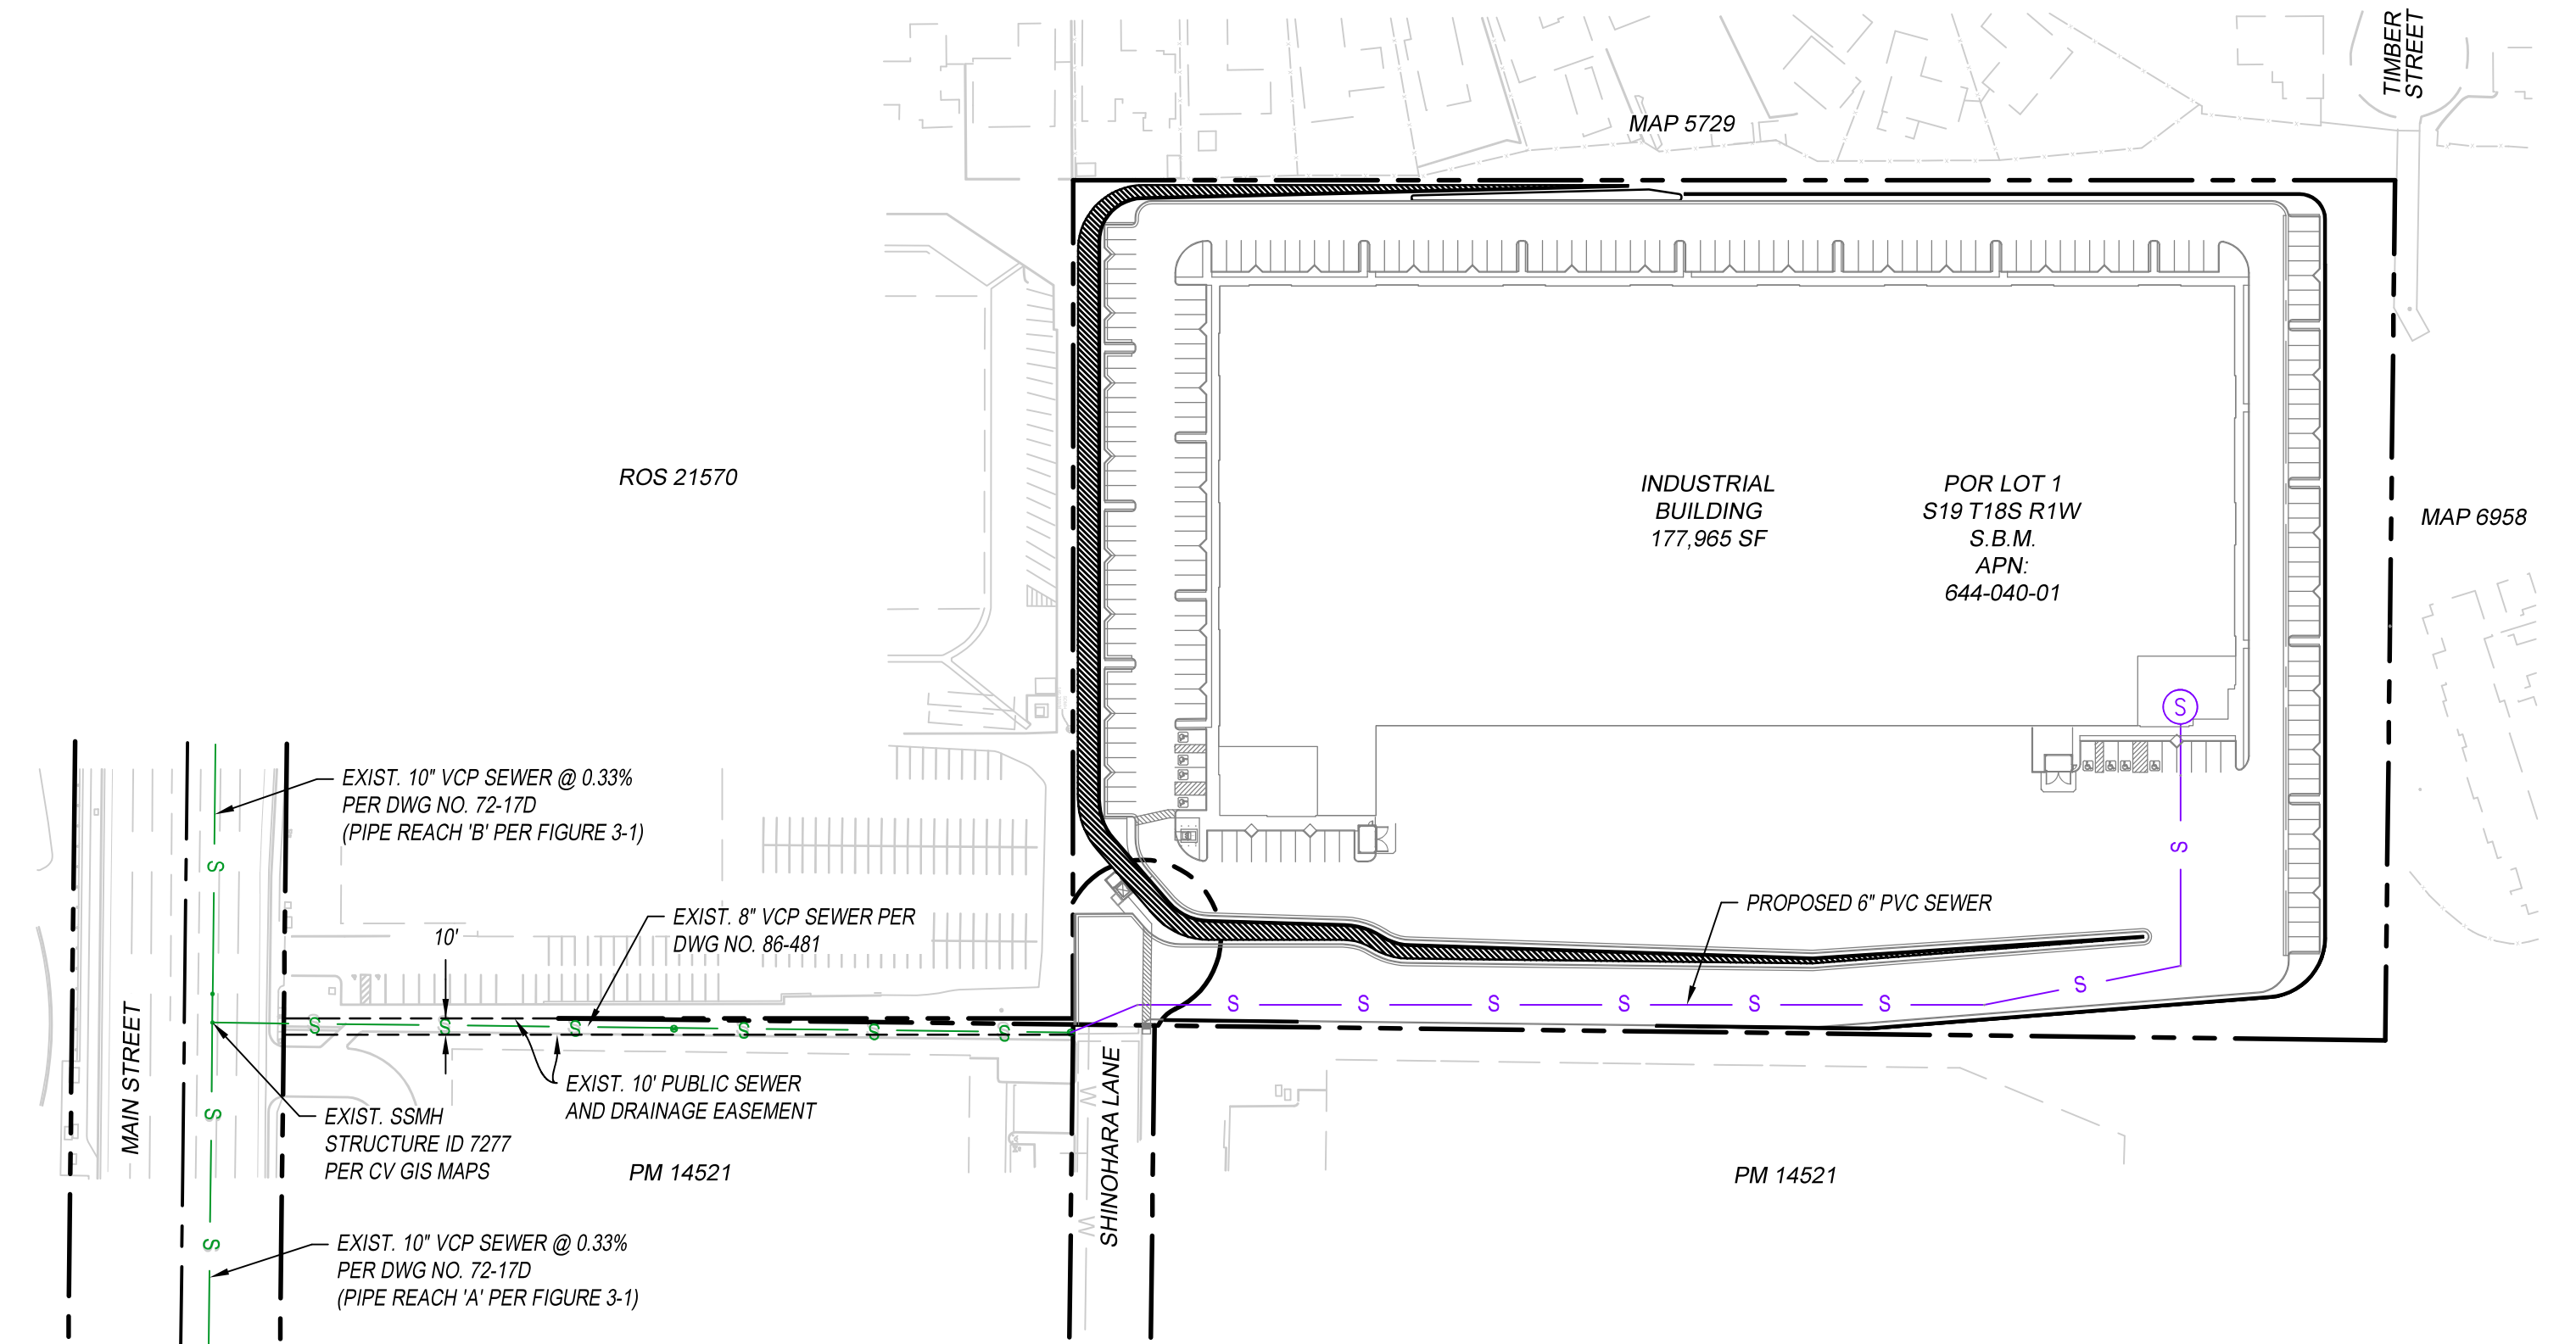 TIMBER
STREET
MAP 5729
ROS 21570
INDUSTRIAL
BUILDING
177,965 SF
POR LOT 1
S19 T18S R1W
S.B.M.
APN:
644-040-01
MAP 6958
S
S
EXIST. 10" VCP SEWER @ 0.33%
PER DWG NO. 72-17D
(PIPE REACH 'B' PER FIGURE 3-1)
S
EXIST. 8" VCP SEWER PER
DWG NO. 86-481
10'
PROPOSED 6" PVC SEWER
S S S S S S S
S S S S S S
MAIN STREET
EXIST. 10' PUBLIC SEWER
AND DRAINAGE EASEMENT
EXIST. SSMH
STRUCTURE ID 7277
PER CV GIS MAPS
S
PM 14521
SHINOHARA LANE
W
W
PM 14521
S
EXIST. 10" VCP SEWER @ 0.33%
PER DWG NO. 72-17D
(PIPE REACH 'A' PER FIGURE 3-1)